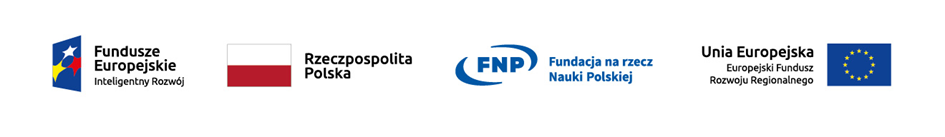 Fundusze
Europejskie
Inteligentny Rozwój
Rzeczpospolita
Polska
FNP
Fundacja na rzecz
Nauki Polskiej
Unia Europejska
Europejski Fundusz
Rozwoju Regionalnego